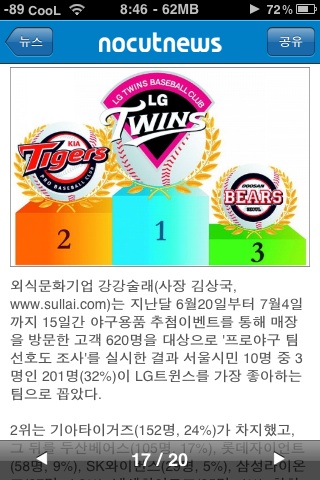 -89 CooL 8:46 - 62MB 72%
뉴스
nocutnews
공유
LG TWINS BASEBALL CLUB
LG
TWINS
KIA
Tigers
PRO BASEBALL CLUB
DOOSAN
BEARS
SEOUL
2
1
3
외식문화기업 강강술래(사장 김상국,
www.sullai.com)는 지난달 6월20일부터 7월4일
까지 15일간 야구용품 추첨이벤트를 통해 매장
을 방문한 고객 620명을 대상으로 '프로야구 팀
선호도 조사'를 실시한 결과 서울시민 10명 중 3
명인 201명(32%)이 LG트윈스를 가장 좋아하는
팀으로 꼽았다.
2위는 기아타이거즈(152명, 24%)가 차지했고,
그 뒤를 두산베어스(105명, 17%), 롯데자이언트
(58명, 9%), SK와이번스(29명, 5%), 삼성라이온
17 / 20